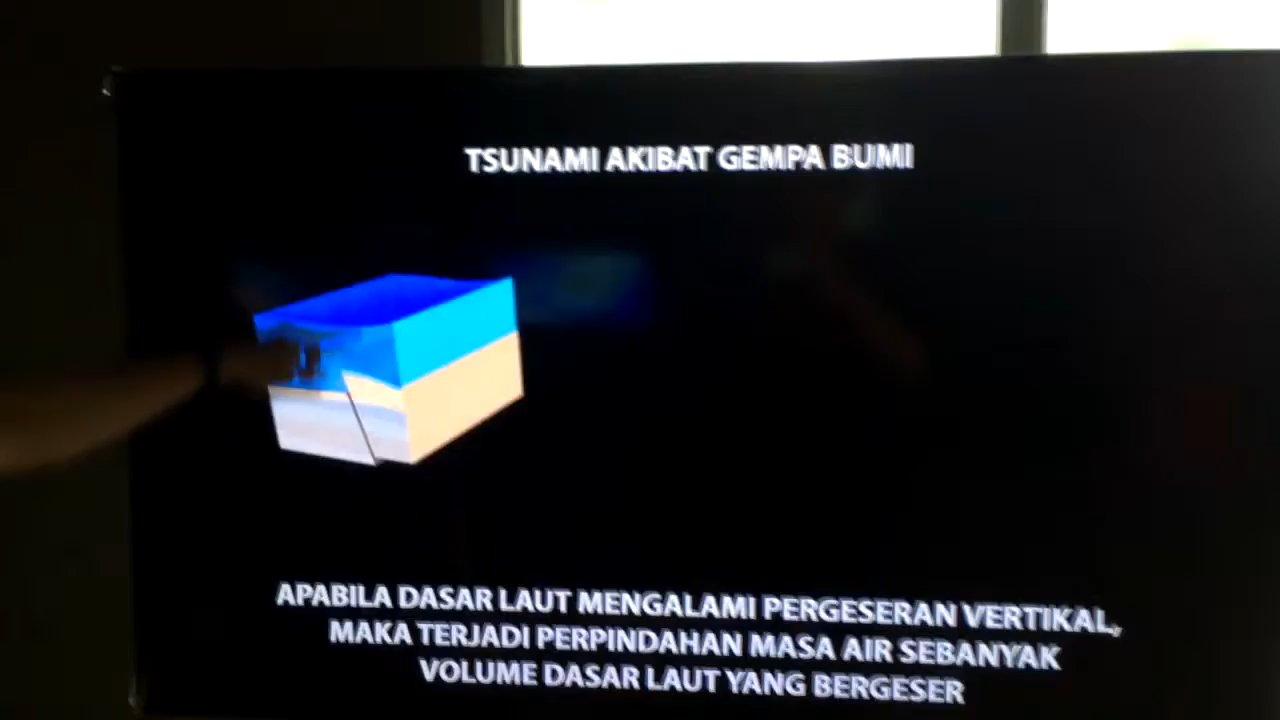 TSUNAMI AKIBAT GEMPA BUMI
APABILA DASAR LAUT MENGALAMI PERGESERAN VERTIKAL,
MAKA TERJADI PERPINDAHAN MASA AIR SEBANYAK
VOLUME DASAR LAUT YANG BERGESER